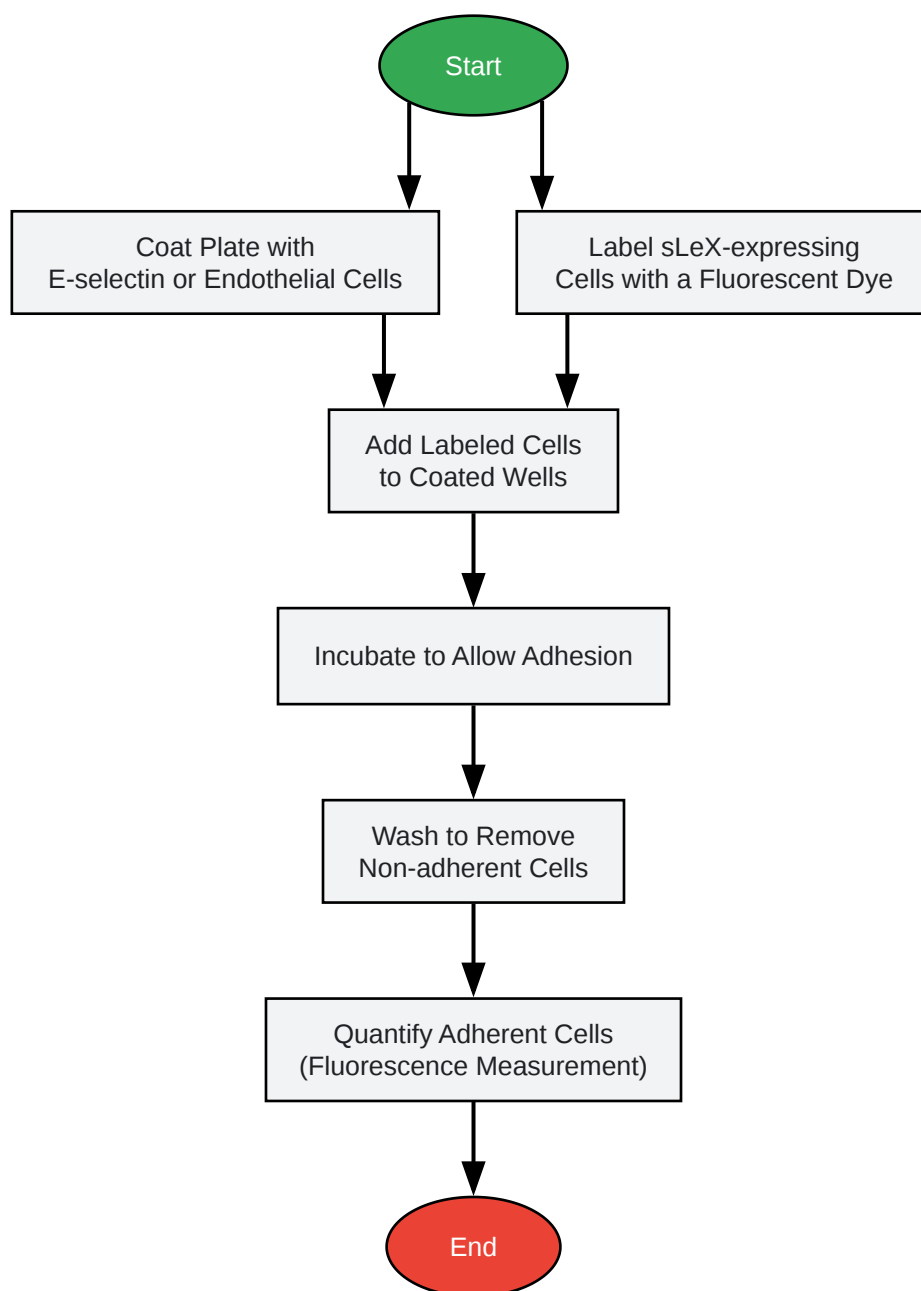 Start
Coat Plate with
E-selectin or Endothelial Cells
Label sLeX-expressing
Cells with a Fluorescent Dye
Add Labeled Cells
to Coated Wells
Incubate to Allow Adhesion
Wash to Remove
Non-adherent Cells
Quantify Adherent Cells
(Fluorescence Measurement)
End